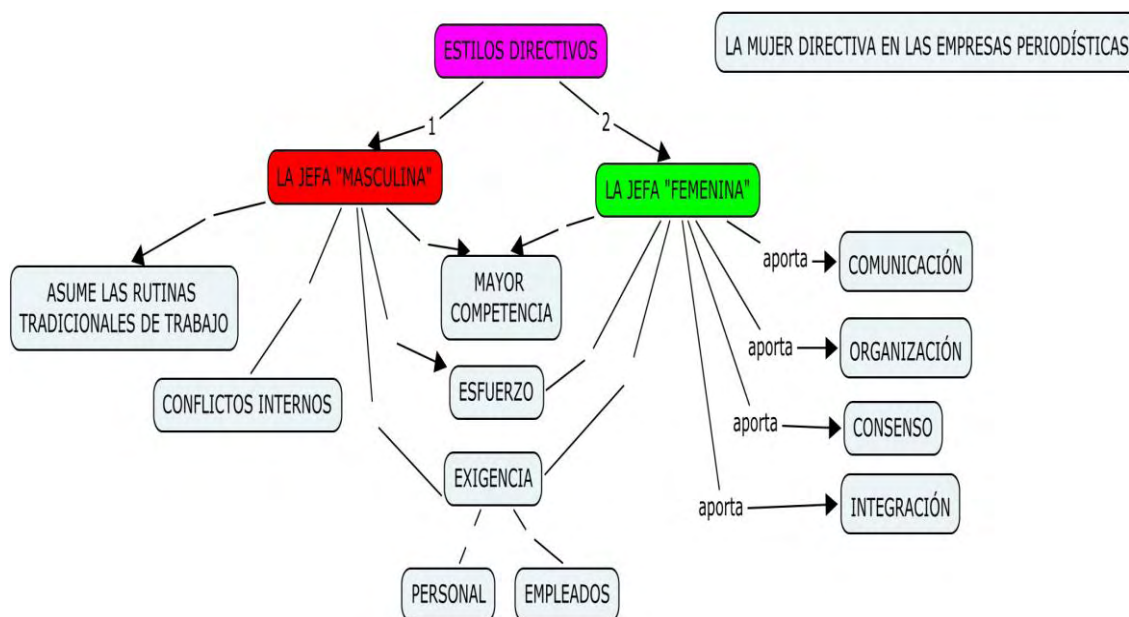 ESTILOS DIRECTIVOS
LA MUJER DIRECTIVA EN LAS EMPRESAS PERIODÍSTICAS
1
2
LA JEFA "MASCULINA"
LA JEFA "FEMENINA"
ASUME LAS RUTINAS
TRADICIONALES DE TRABAJO
MAYOR
COMPETENCIA
aporta
COMUNICACIÓN
aporta
ORGANIZACIÓN
CONFLICTOS INTERNOS
ESFUERZO
aporta
CONSENSO
EXIGENCIA
aporta
INTEGRACIÓN
PERSONAL
EMPLEADOS